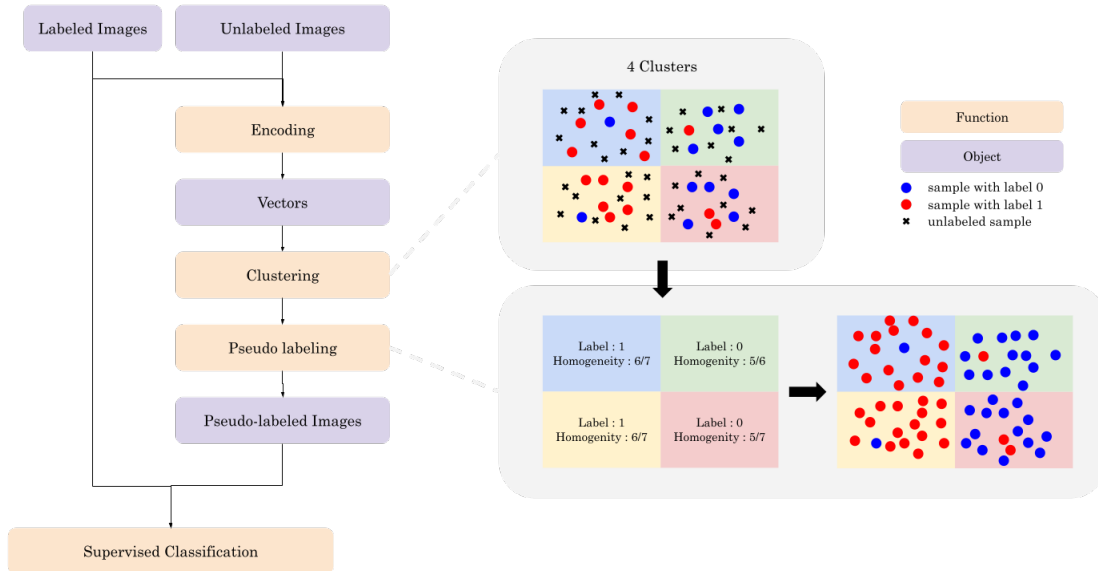 Labeled Images
Unlabeled Images
Encoding
Vectors
Clustering
Pseudo labeling
Pseudo-labeled Images
Supervised Classification
4 Clusters
Function
Object
sample with label 0
sample with label 1
unlabeled sample
Label : 1
Homogeneity : 6/7
Label : 0
Homogenity : 5/6
Label : 1
Homogenity : 6/7
Label : 0
Homogenity : 5/7